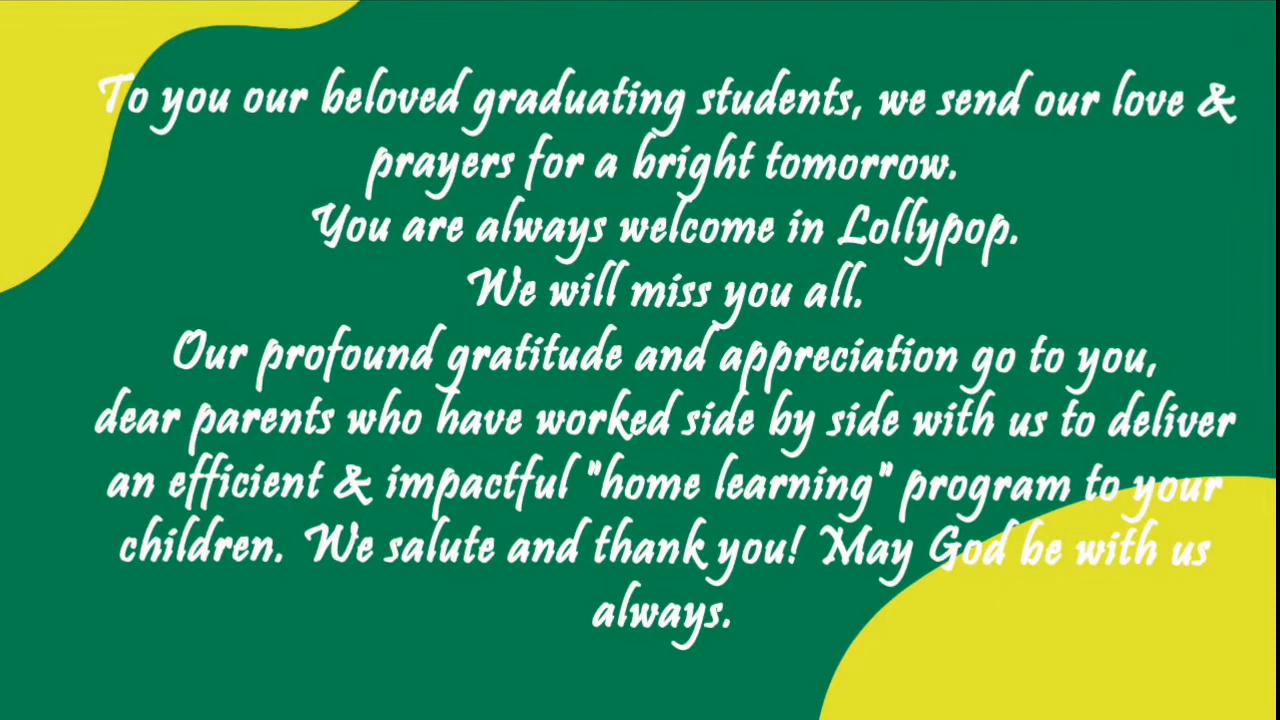 To you our beloved graduating students, we send our love &
prayers for a bright tomorrow.
You are always welcome in Lollypop.
We will miss you all.
Our profound gratitude and appreciation go to you,
dear parents who have worked side by side with us to deliver
an efficient & impactful "home learning" program to your
children. We salute and thank you! May God be with us
always.